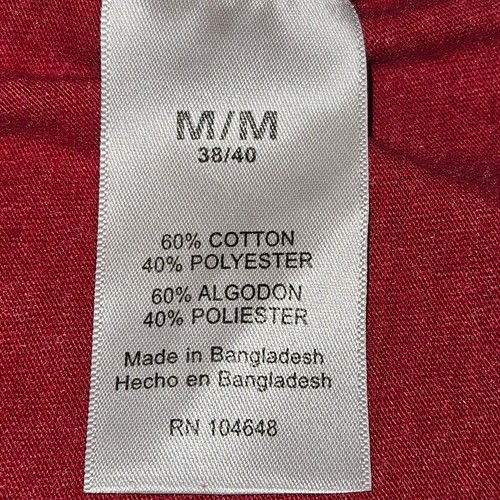 M/M
38/40
60% COTTON
40% POLYESTER
60% ALGODON
40% POLIESTER
Made in Bangladesh
Hecho en Bangladesh
RN 104648